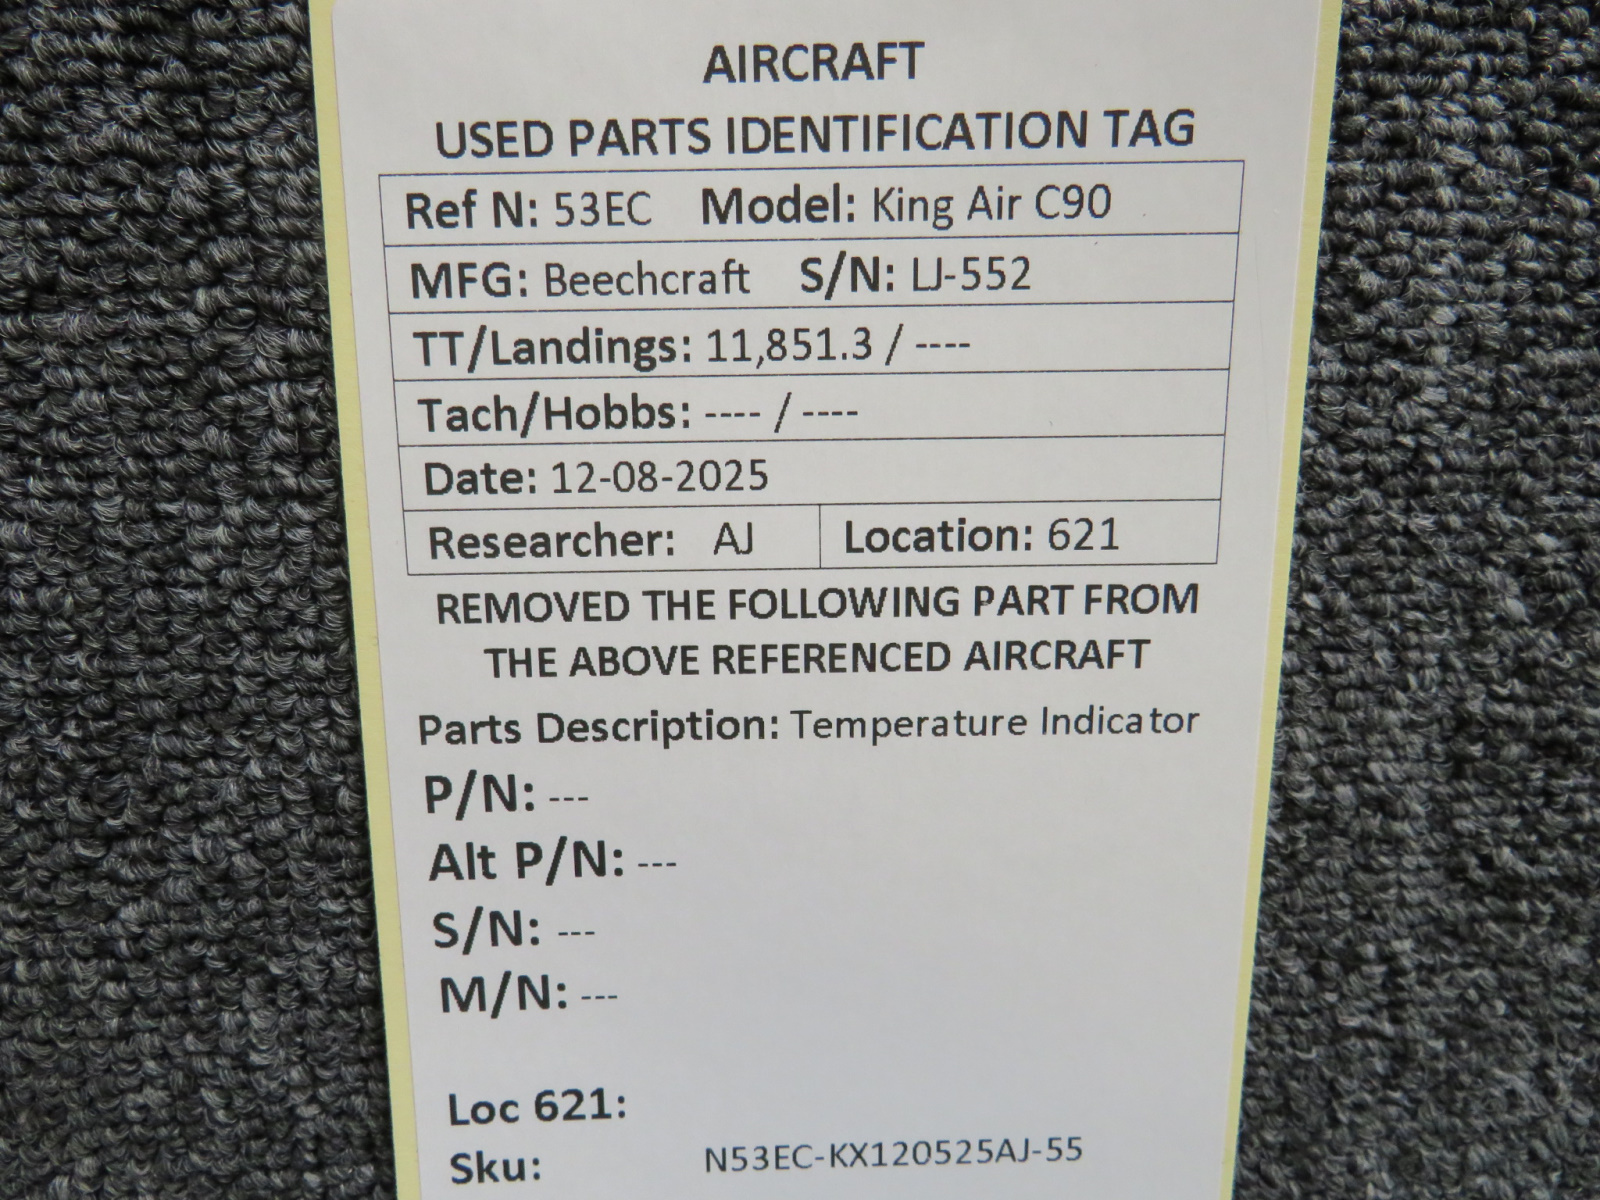 AIRCRAFT
USED PARTS IDENTIFICATION TAG
Ref N: 53EC Model: King Air C90
MFG: Beechcraft S/N: LJ-552
TT/Landings: 11,851.3 / ----
Tach/Hobbs: ---- / ----
Date: 12-08-2025
Researcher: AJ Location: 621
REMOVED THE FOLLOWING PART FROM
THE ABOVE REFERENCED AIRCRAFT
Parts Description: Temperature Indicator
P/N: ---
Alt P/N: ---
S/N: ---
M/N: ---
Loc 621:
Sku: N53EC-KX120525AJ-55